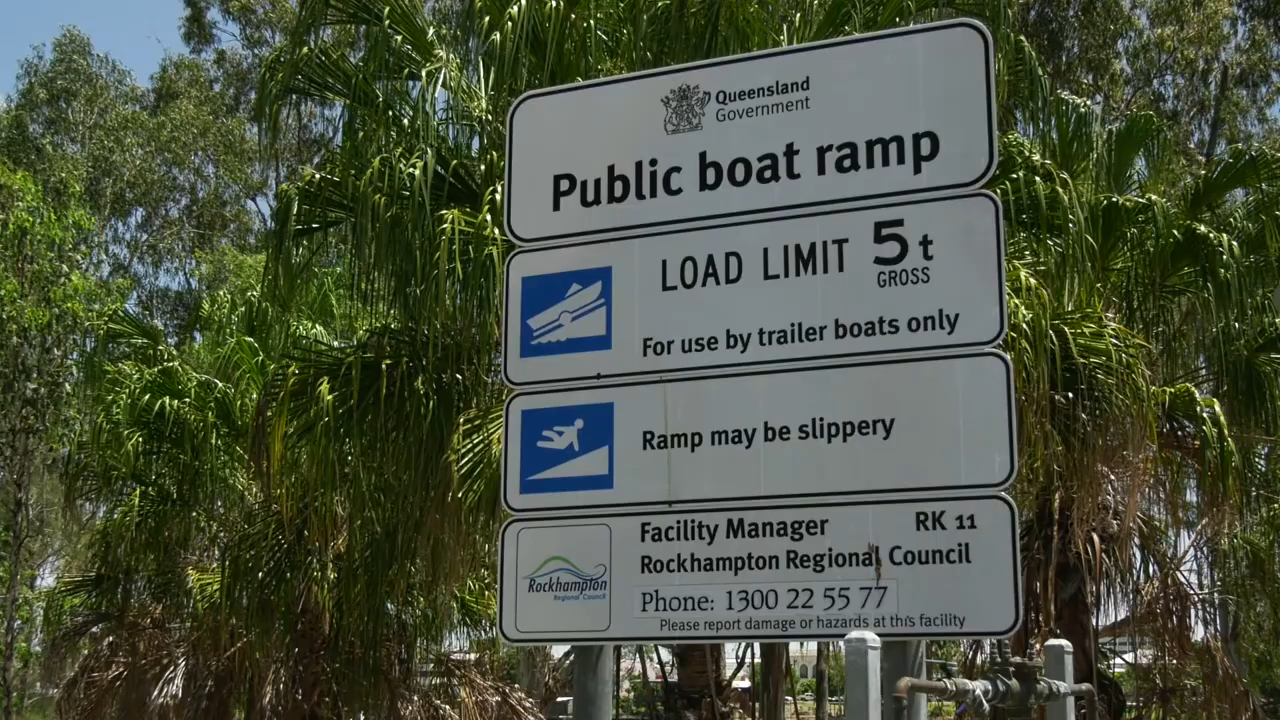 Queensland
Government
Public boat ramp
LOAD LIMIT 5 t
GROSS
For use by trailer boats only
Ramp may be slippery
Facility Manager RK 11
Rockhampton Regional Council
Rockhampton
Regional Council
Phone: 1300 22 55 77
Please report damage or hazards at this facility